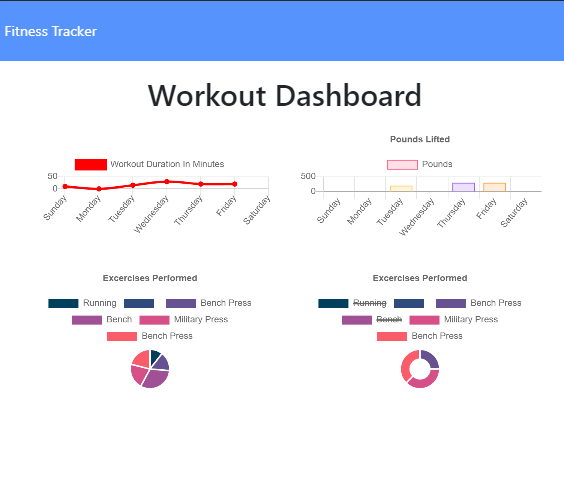 Fitness Tracker
Workout Dashboard
Workout Duration In Minutes
50
0
Sunday Monday Tuesday Wednesday Thursday Friday Saturday
Pounds Lifted
Pounds
500
0
Sunday Monday Tuesday Wednesday Thursday Friday Saturday
Excercises Performed
Running Bench Press
Bench Military Press
Bench Press
Excercises Performed
Running Bench Press
Bench Military Press
Bench Press